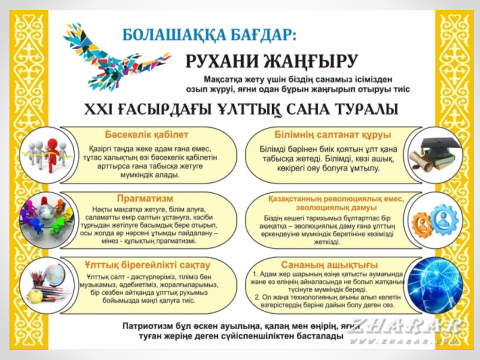 БОЛАШАҚҚА БАҒДАР:
РУХАНИ ЖАҢҒЫРУ
Мақсатқа жету үшін біздің санамыз ісімізден
озып жүруі, яғни одан бұрын жаңғырып отыруы тиіс
XXI ҒАСЫРДАҒЫ ҰЛТТЫҚ САНА ТУРАЛЫ
Бәсекелік қабілет
Қазіргі таңда жеке адам ғана емес,
тұтас халықтың өзі бәсекелік қабілетін
арттырса ғана табысқа жетуге
мүмкіндік алады.
Білімнің салтанат құруы
Білімді бәрінен биік қоятын ұлт қана
табысқа жетеді. Білімді, көзі ашық,
көкірегі ояу болуға ұмтылу.
Прагматизм
Нақты мақсатқа жетуге, білім алуға,
саламатты өмір салтын ұстануға, кәсіби
тұрғыдан жетілуге басымдық бере отырып,
осы жолда әр нәрсені ұтымды пайдалану –
мінез - құлықтың прагматизмі.
Қазақстанның революциялық емес,
эволюциялық дамуы
Біздің кешегі тарихымыз бұлтартпас бір
ақиқатқа – эволюциялық даму ғана ұлттың
өркендеуіне мүмкіндік беретініне көзімізді
жеткізді.
Ұлттық бірегейлікті сақтау
Ұлттық салт - дәстүрлеріміз, тіліміз бен
музыкамыз, әдебиетіміз, жоралғыларымыз,
бір сөзбен айтқанда ұлттық рухымыз
бойымызда мәңгі қалуға тиіс.
Сананың ашықтығы
1. Адам жер шарының өзіне қатысты аумағында
және өз елінің айналасында не болып жатқанын
түсінуге мүмкіндік береді.
2. Ол жаңа технологияның ағыны алып келетін
өзгерістердің бәріне дайын болу деген сөз.
Патриотизм бұл өскен ауылыңа, қалаң мен өңірің, яғни
туған жеріңе деген сүйіспеншіліктен басталады
ZHARAR
www.zharar.com